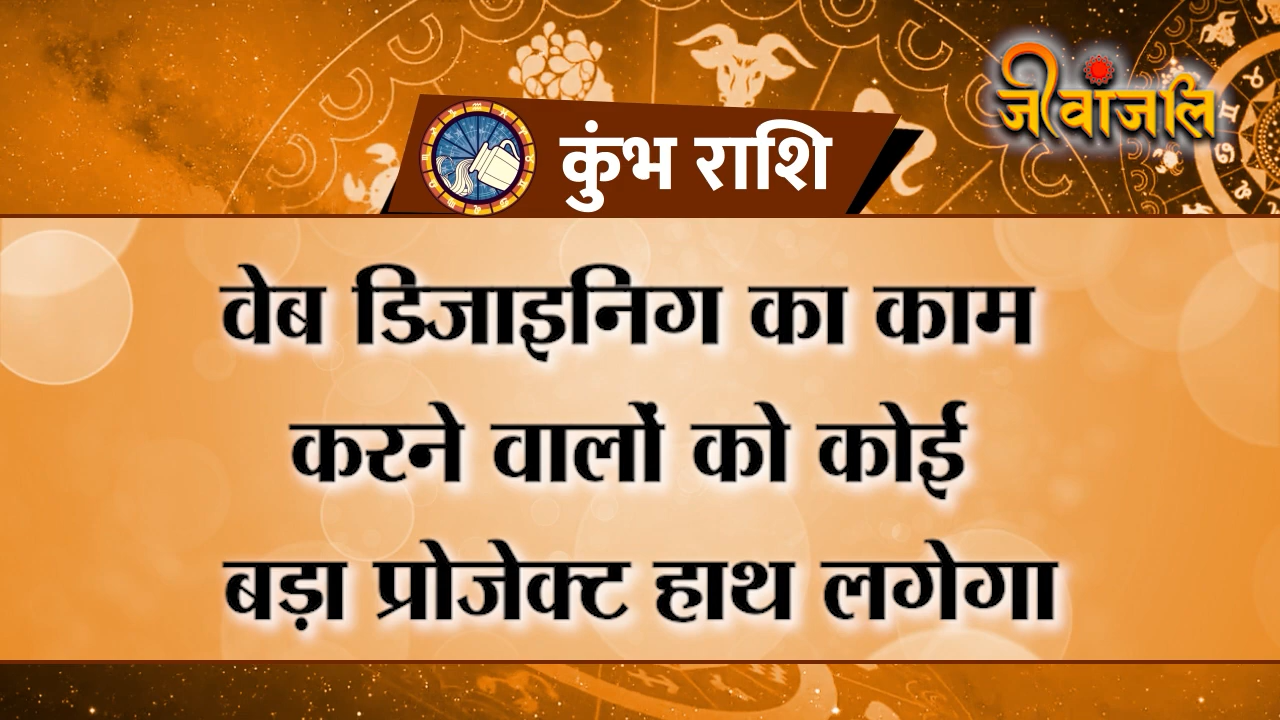 जीवांजलि
कुंभ राशि
वेब डिजाइनिग का काम
करने वालों को कोई
बड़ा प्रोजेक्ट हाथ लगेगा